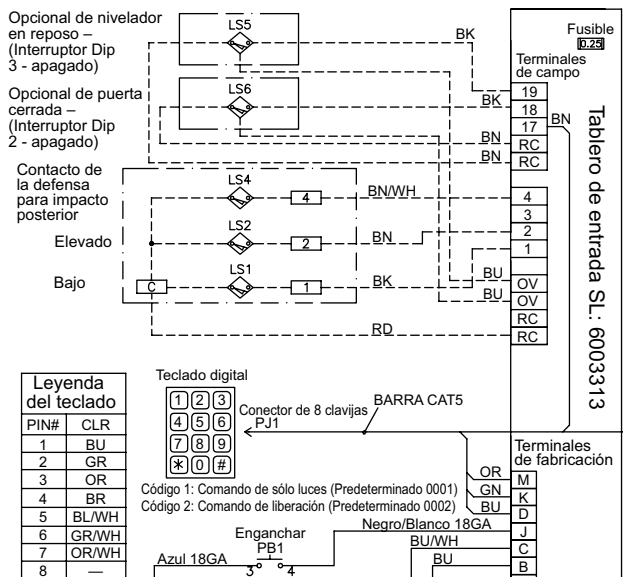 Opcional de nivelador
en reposo –
(Interruptor Dip
3 - apagado)
LS5
BK
Fusible
0.25
Terminales
de campo
Opcional de puerta
cerrada –
(Interruptor Dip
2 - apagado)
LS6
BK
BN
BN
19
18
17
RC
RC
BN
Tablero de entrada SL: 6003313
Contacto de
la defensa
para impacto
posterior
LS4
4
BN/WH
4
3
2
1
Elevado
LS2
2
BN
Bajo
C
LS1
1
BK
BU
BU
OV
OV
RC
RC
RD
Leyenda
del teclado
PIN# CLR
1 BU
2 GR
3 OR
4 BR
5 BL/WH
6 GR/WH
7 OR/WH
8 —
Teclado digital
1 2 3
4 5 6
7 8 9
* 0 #
Conector de 8 clavijas
PJ1
BARRA CAT5
Código 1: Comando de sólo luces (Predeterminado 0001)
Código 2: Comando de liberación (Predeterminado 0002)
Terminales
de fabricación
OR
GN
BU
M
K
D
J
C
B
Negro/Blanco 18GA
BU/WH
BU
Enganchar
PB1
Azul 18GA
3 4